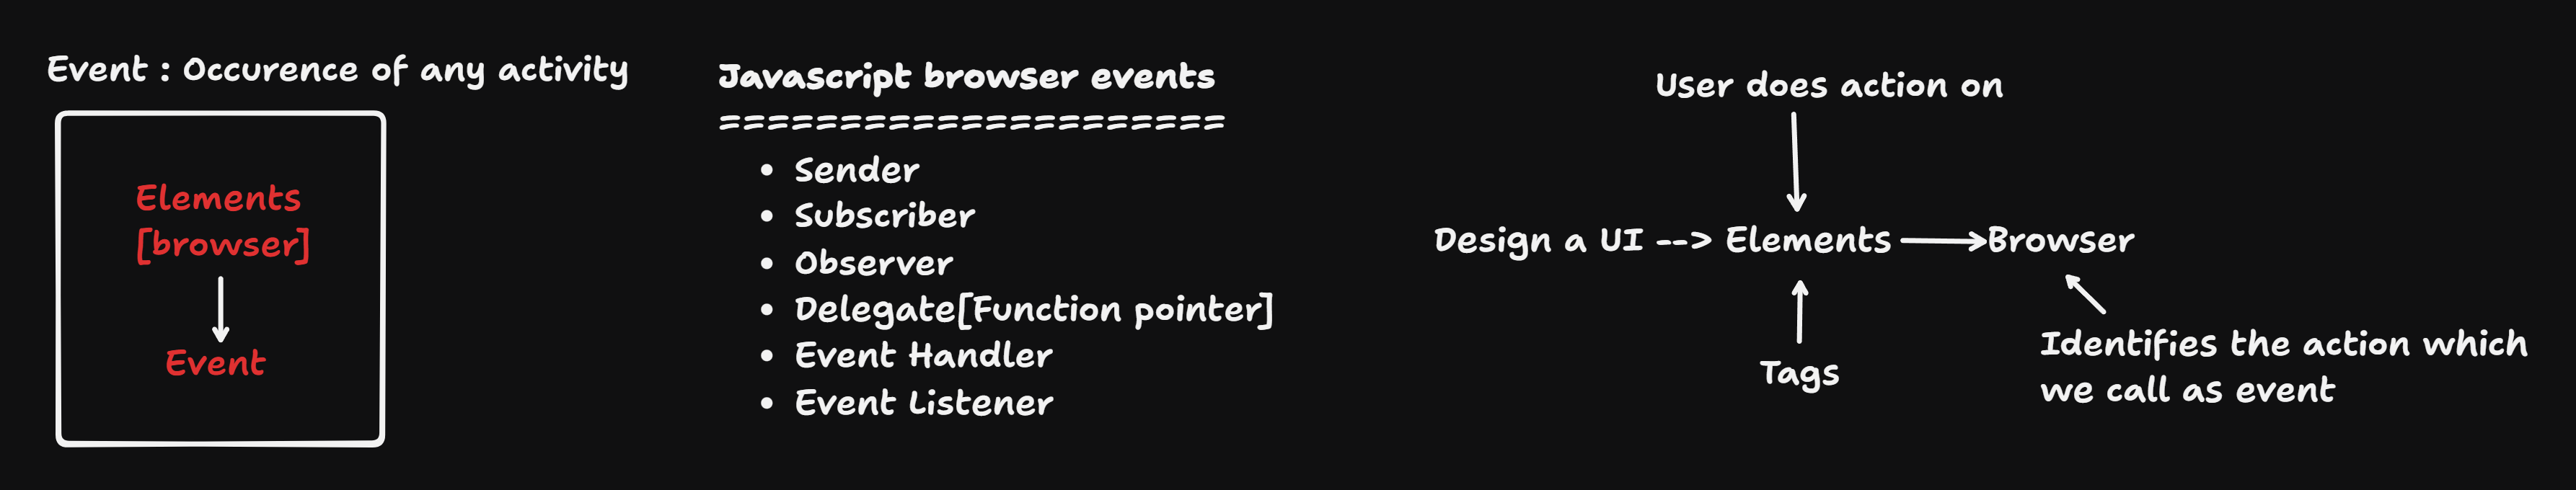 Event : Occurence of any activity
Elements
[browser]
Event
Javascript browser events
=====================
• Sender
• Subscriber
• Observer
• Delegate[Function pointer]
• Event Handler
• Event Listener
User does action on
Design a UI --> Elements
Browser
Tags
Identifies the action which
we call as event